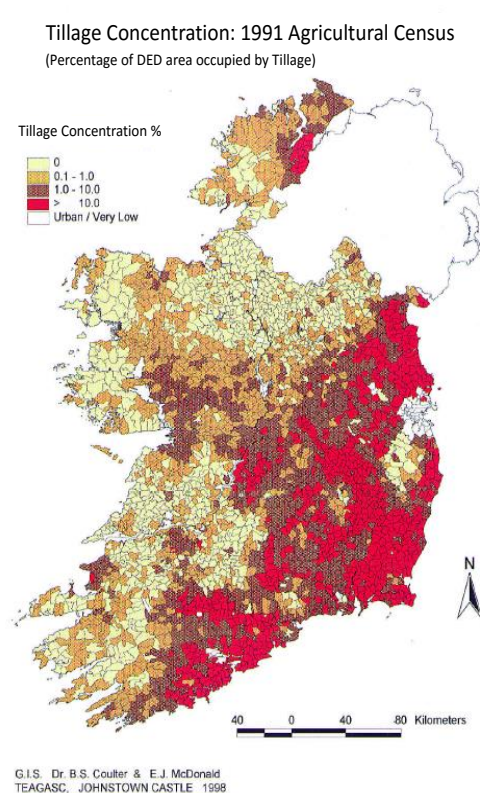 Tillage Concentration: 1991 Agricultural Census
(Percentage of DED area occupied by Tillage)
Tillage Concentration %
0
0.1 - 1.0
1.0 - 10.0
> 10.0
Urban / Very Low
N
40 0 40 80 Kilometers
G.I.S. Dr. B.S. Coulter & E.J. McDonald
TEAGASC, JOHNSTOWN CASTLE 1998